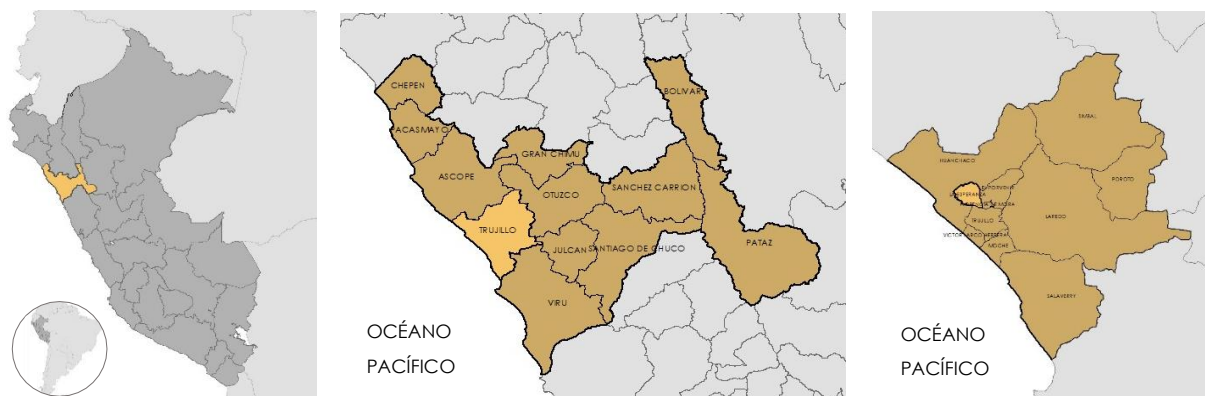 CHEPEN
BOLIVAR
ACASMAYO
GRAN CHIMU
ASCOPE
OTUZCO
SANCHEZ CARRION
TRUJILLO
JULCAN
SANTIAGO DE CHUCO
PATAZ
VIRU
OCÉANO
PACÍFICO
SIMBAL
HUANCHACO
POROTO
LAREDO
TRUJILLO
MOCHE
SALAVERRY
OCÉANO
PACÍFICO